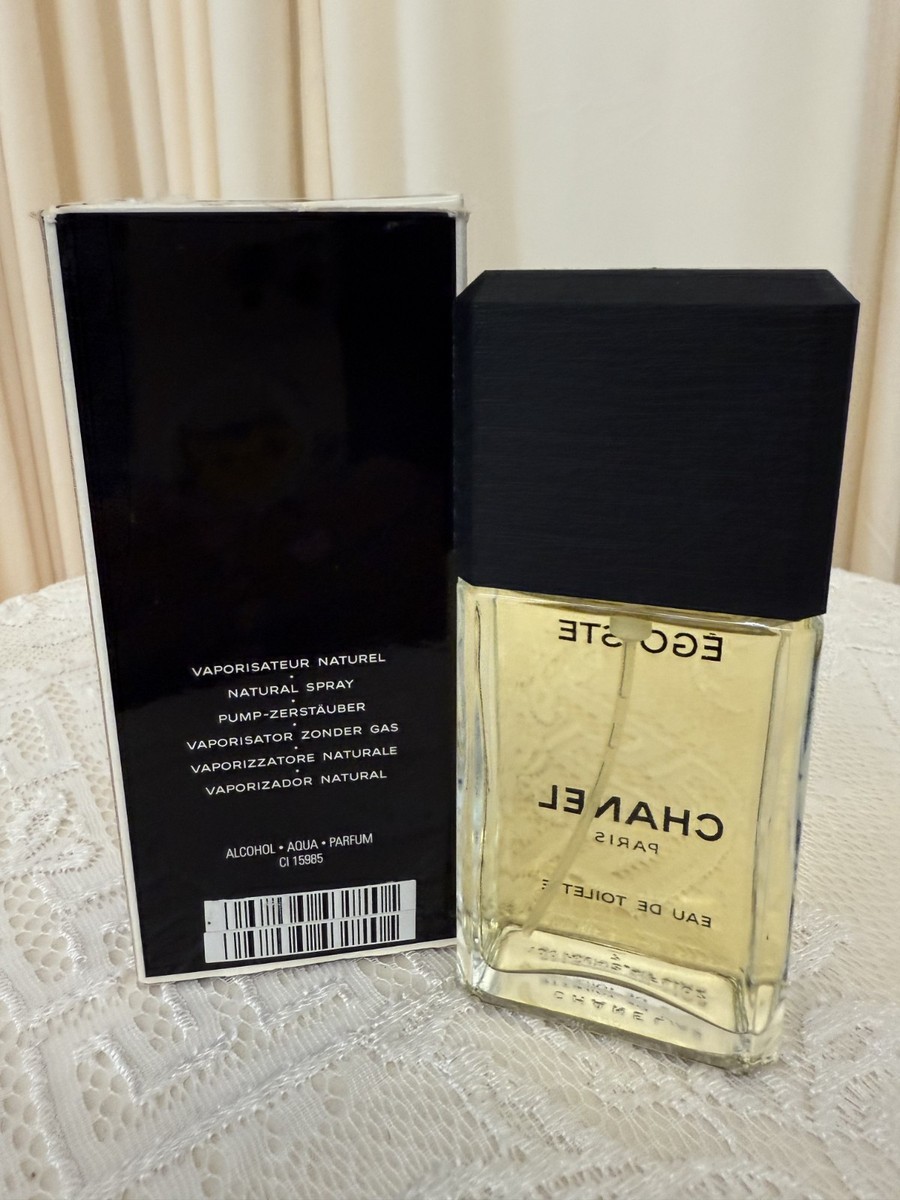 VAPORISATEUR NATUREL
•
NATURAL SPRAY
•
PUMP-ZERSTÄUBER
•
VAPORISATOR ZONDER GAS
•
VAPORIZZATORE NATURALE
•
VAPORIZADOR NATURAL
ALCOHOL • AQUA • PARFUM
CI 15985
ÉGOÏSTE
CHANEL
PARIS
EAU DE TOILETTE
CHANEL